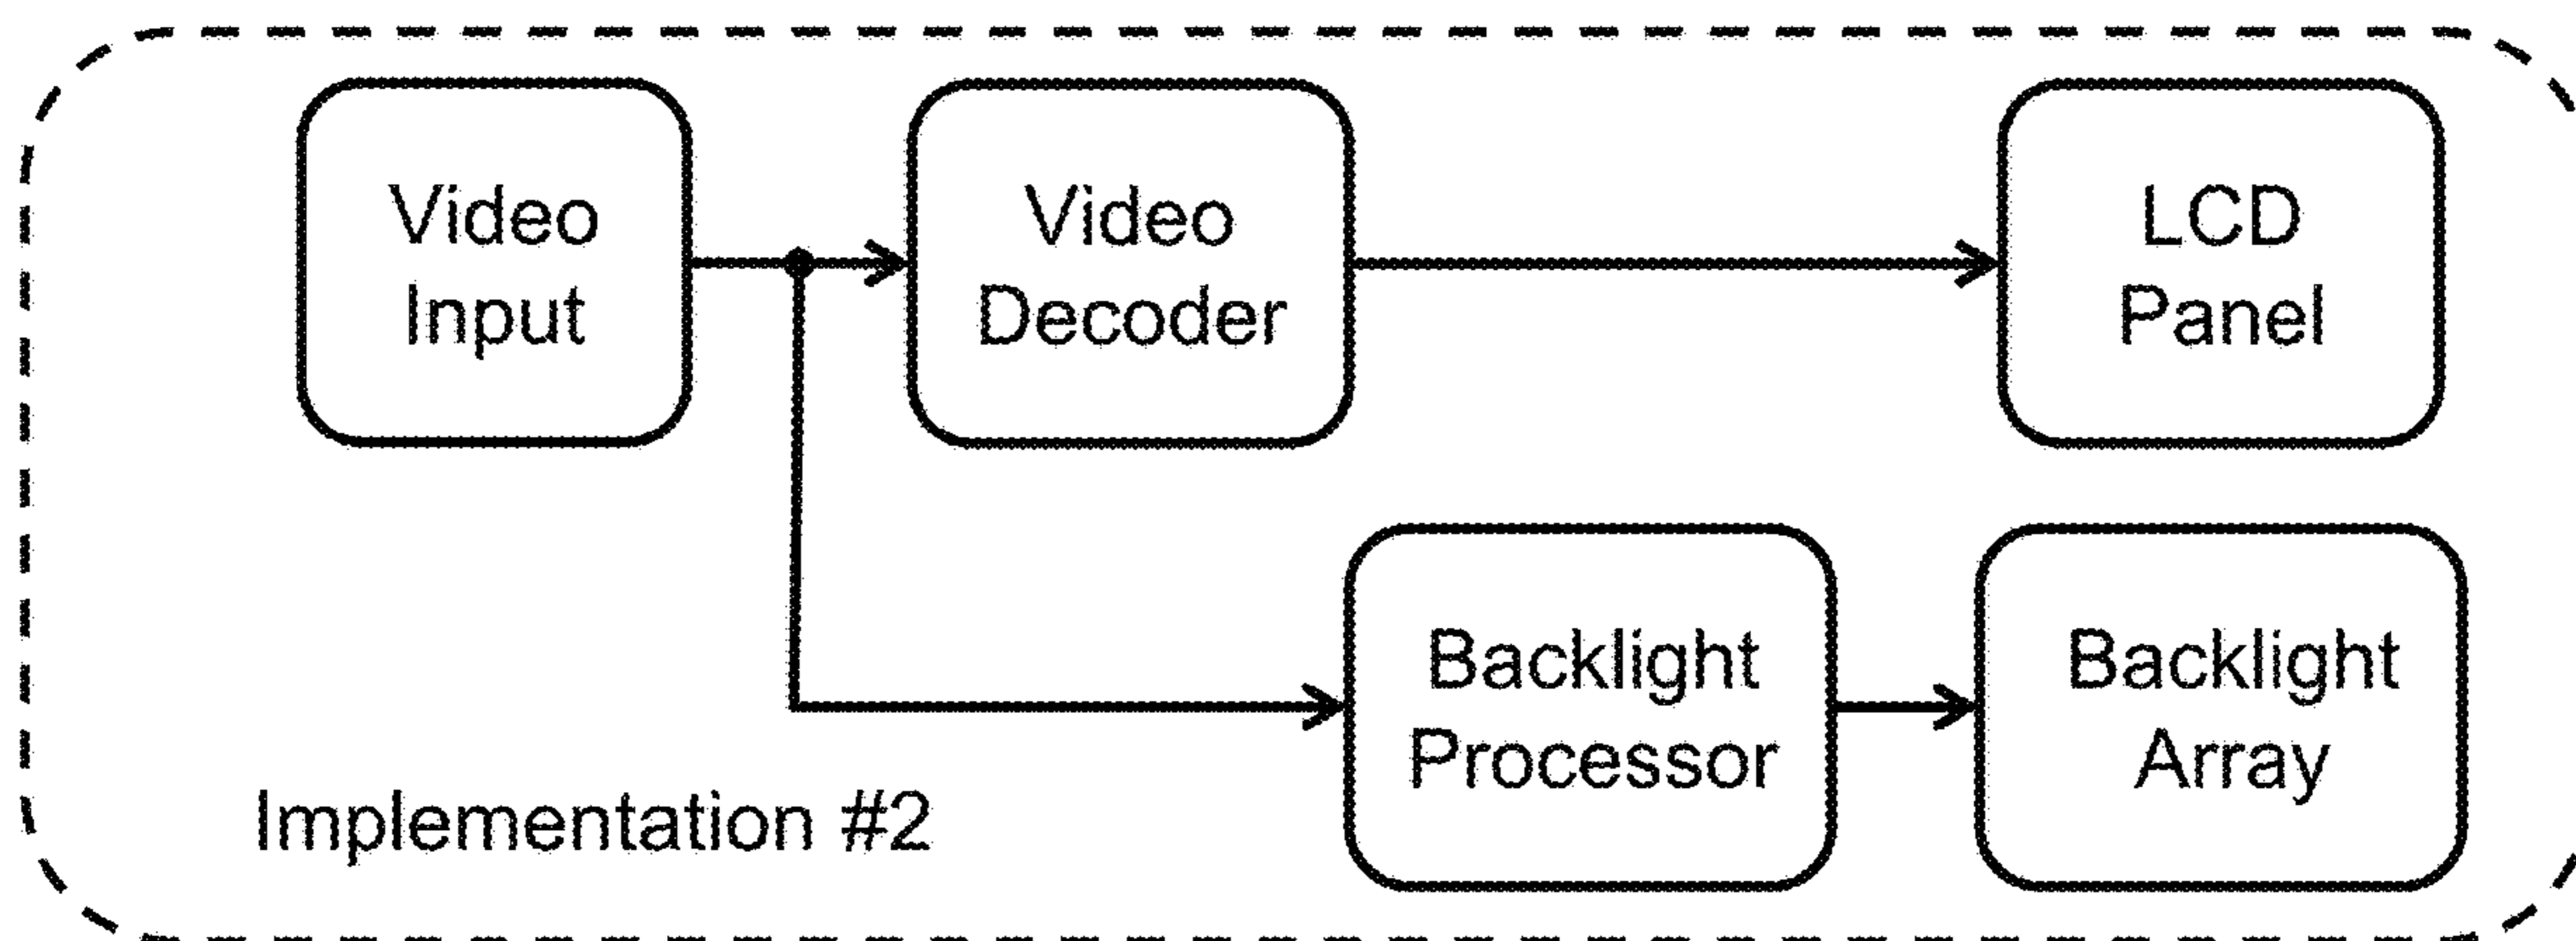 Video
Input
Video
Decoder
LCD
Panel
Backlight
Processor
Backlight
Array
Implementation #2